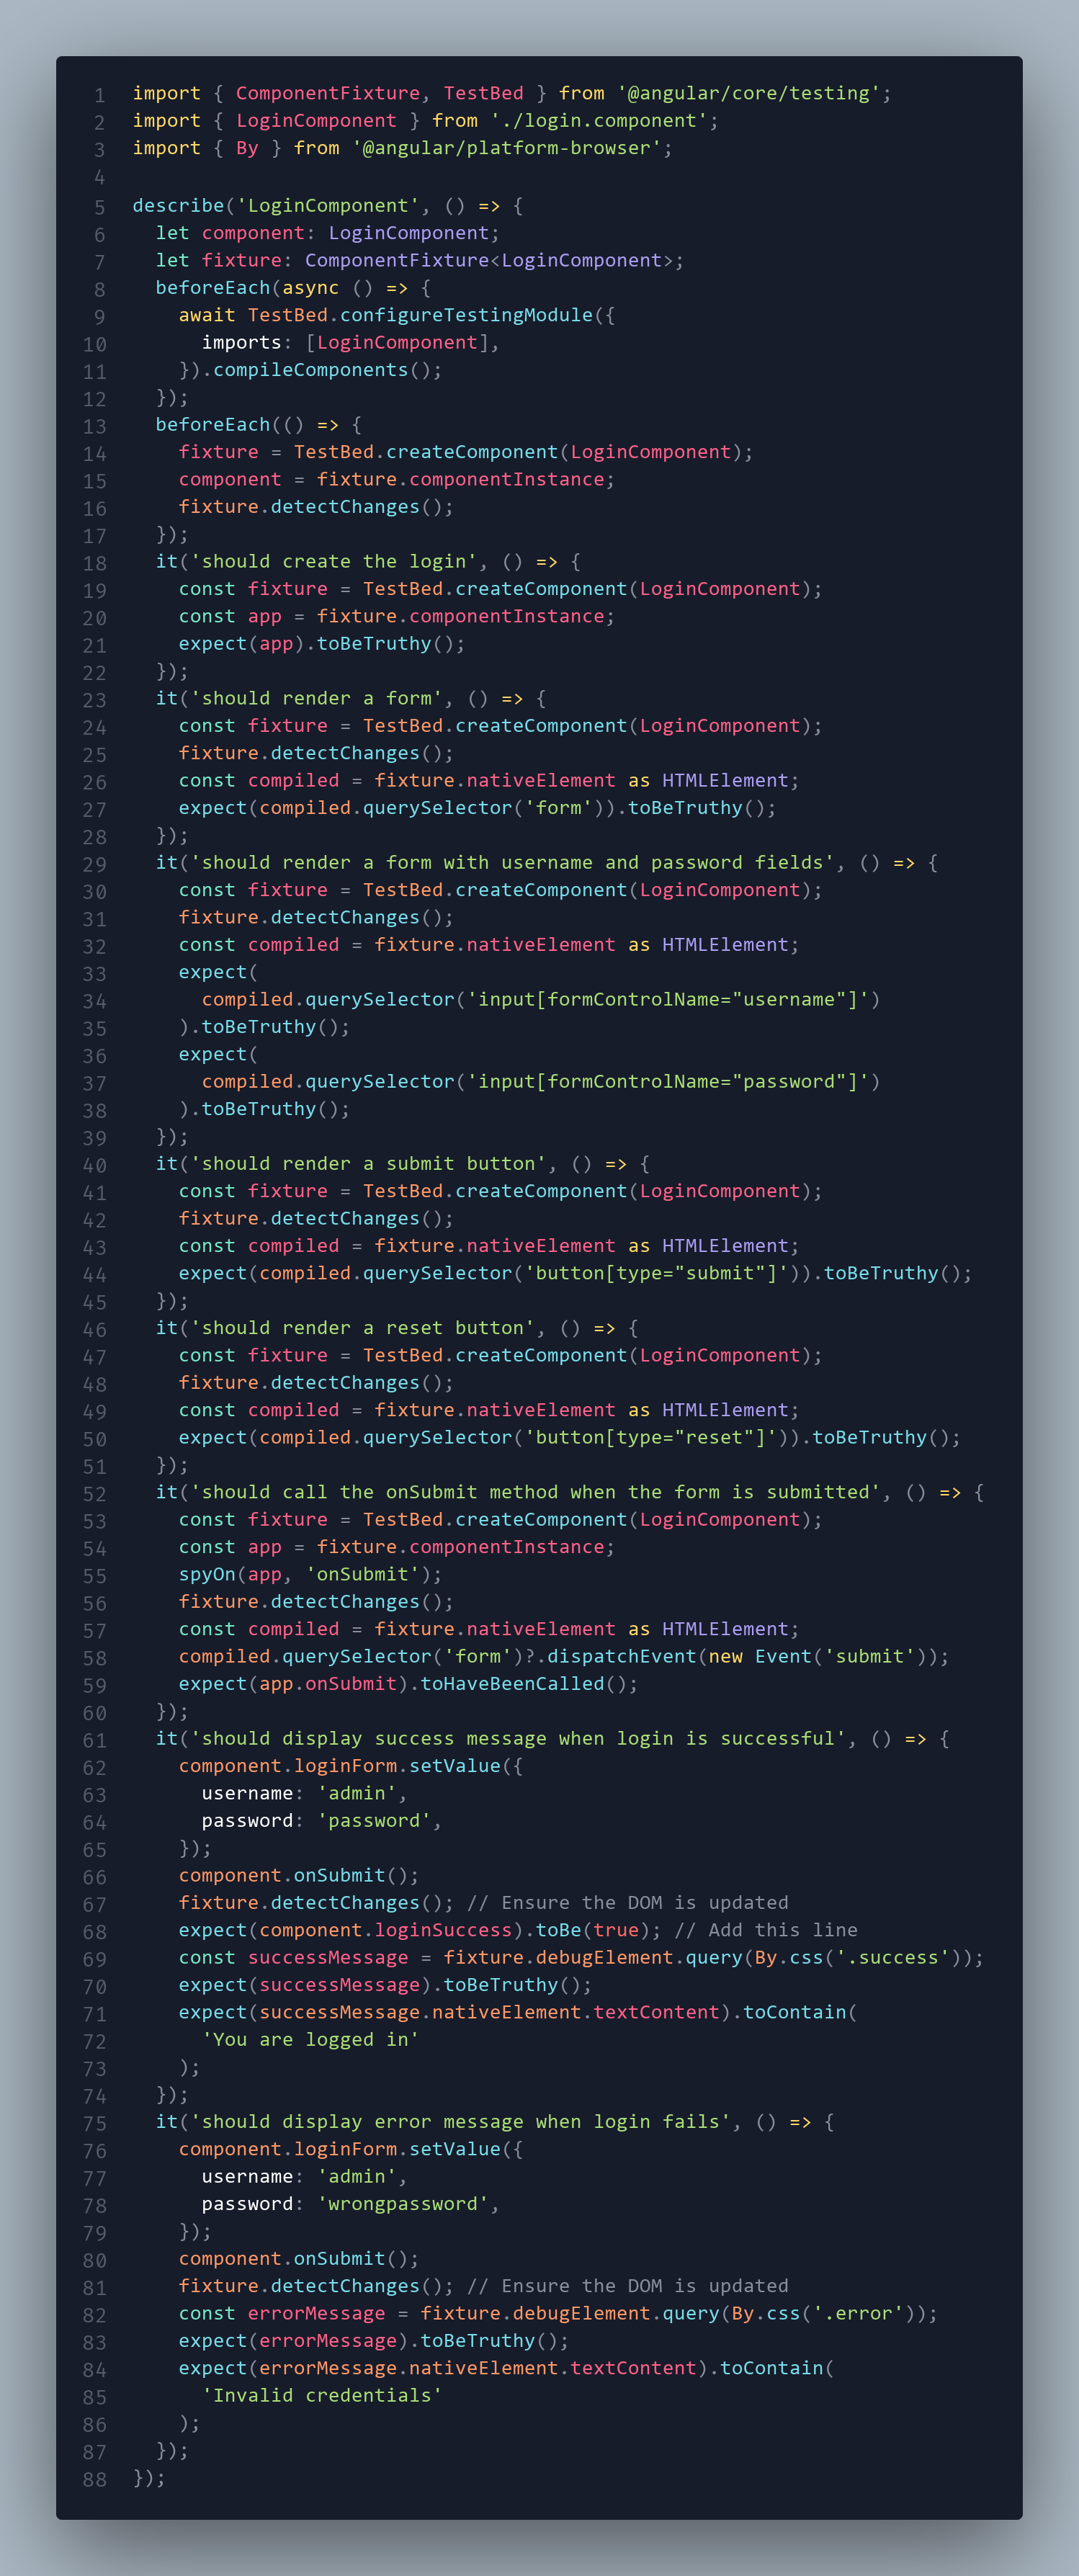 1 import { ComponentFixture, TestBed } from '@angular/core/testing';
2 import { LoginComponent } from './login.component';
3 import { By } from '@angular/platform-browser';
4
5 describe('LoginComponent', () => {
6   let component: LoginComponent;
7   let fixture: ComponentFixture<LoginComponent>;
8   beforeEach(async () => {
9     await TestBed.configureTestingModule({
10       imports: [LoginComponent],
11     }).compileComponents();
12   });
13   beforeEach(() => {
14     fixture = TestBed.createComponent(LoginComponent);
15     component = fixture.componentInstance;
16     fixture.detectChanges();
17   });
18   it('should create the login', () => {
19     const fixture = TestBed.createComponent(LoginComponent);
20     const app = fixture.componentInstance;
21     expect(app).toBeTruthy();
22   });
23   it('should render a form', () => {
24     const fixture = TestBed.createComponent(LoginComponent);
25     fixture.detectChanges();
26     const compiled = fixture.nativeElement as HTMLElement;
27     expect(compiled.querySelector('form')).toBeTruthy();
28   });
29   it('should render a form with username and password fields', () => {
30     const fixture = TestBed.createComponent(LoginComponent);
31     fixture.detectChanges();
32     const compiled = fixture.nativeElement as HTMLElement;
33     expect(
34       compiled.querySelector('input[formControlName="username"]')
35     ).toBeTruthy();
36     expect(
37       compiled.querySelector('input[formControlName="password"]')
38     ).toBeTruthy();
39   });
40   it('should render a submit button', () => {
41     const fixture = TestBed.createComponent(LoginComponent);
42     fixture.detectChanges();
43     const compiled = fixture.nativeElement as HTMLElement;
44     expect(compiled.querySelector('button[type="submit"]')).toBeTruthy();
45   });
46   it('should render a reset button', () => {
47     const fixture = TestBed.createComponent(LoginComponent);
48     fixture.detectChanges();
49     const compiled = fixture.nativeElement as HTMLElement;
50     expect(compiled.querySelector('button[type="reset"]')).toBeTruthy();
51   });
52   it('should call the onSubmit method when the form is submitted', () => {
53     const fixture = TestBed.createComponent(LoginComponent);
54     const app = fixture.componentInstance;
55     spyOn(app, 'onSubmit');
56     fixture.detectChanges();
57     const compiled = fixture.nativeElement as HTMLElement;
58     compiled.querySelector('form')?.dispatchEvent(new Event('submit'));
59     expect(app.onSubmit).toHaveBeenCalled();
60   });
61   it('should display success message when login is successful', () => {
62     component.loginForm.setValue({
63       username: 'admin',
64       password: 'password',
65     });
66     component.onSubmit();
67     fixture.detectChanges(); // Ensure the DOM is updated
68     expect(component.loginSuccess).toBe(true); // Add this line
69     const successMessage = fixture.debugElement.query(By.css('.success'));
70     expect(successMessage).toBeTruthy();
71     expect(successMessage.nativeElement.textContent).toContain(
72       'You are logged in'
73     );
74   });
75   it('should display error message when login fails', () => {
76     component.loginForm.setValue({
77       username: 'admin',
78       password: 'wrongpassword',
79     });
80     component.onSubmit();
81     fixture.detectChanges(); // Ensure the DOM is updated
82     const errorMessage = fixture.debugElement.query(By.css('.error'));
83     expect(errorMessage).toBeTruthy();
84     expect(errorMessage.nativeElement.textContent).toContain(
85       'Invalid credentials'
86     );
87   });
88 });